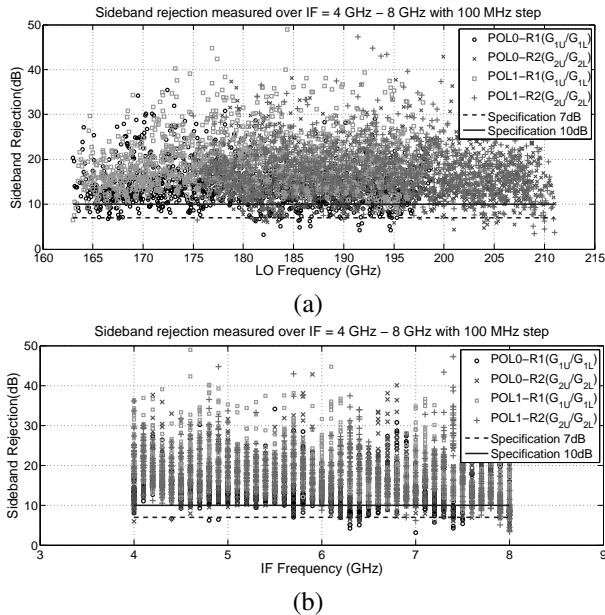 Sideband rejection measured over IF = 4 GHz − 8 GHz with 100 MHz step
Sideband Rejection(dB)
50
40
30
20
10
0
POL0−R1(G1U/G1L)
POL0−R2(G2U/G2L)
POL1−R1(G1U/G1L)
POL1−R2(G2U/G2L)
Specification 7dB
Specification 10dB
160 165 170 175 180 185 190 195 200 205 210 215
LO Frequency (GHz)
(a)
Sideband rejection measured over IF = 4 GHz − 8 GHz with 100 MHz step
Sideband Rejection (dB)
50
40
30
20
10
0
POL0−R1(G1U/G1L)
POL0−R2(G2U/G2L)
POL1−R1(G1U/G1L)
POL1−R2(G2U/G2L)
Specification 7dB
Specification 10dB
3 4 5 6 7 8 9
IF Frequency (GHz)
(b)